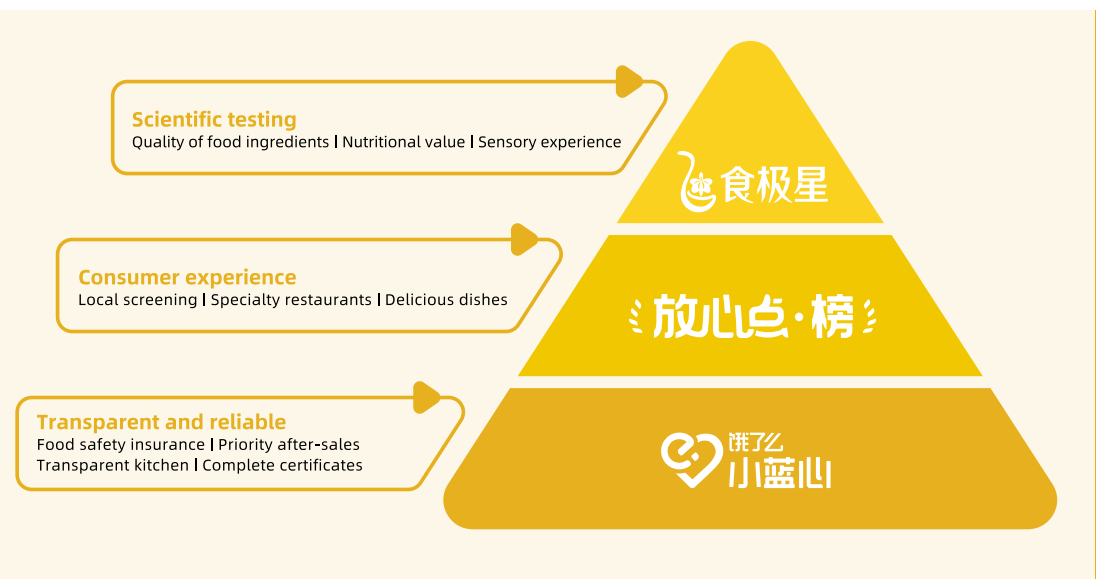 Scientific testing
Quality of food ingredients | Nutritional value | Sensory experience
食极星
Consumer experience
Local screening | Specialty restaurants | Delicious dishes
放心点·榜
Transparent and reliable
Food safety insurance | Priority after-sales
Transparent kitchen | Complete certificates
饿了么
小蓝心